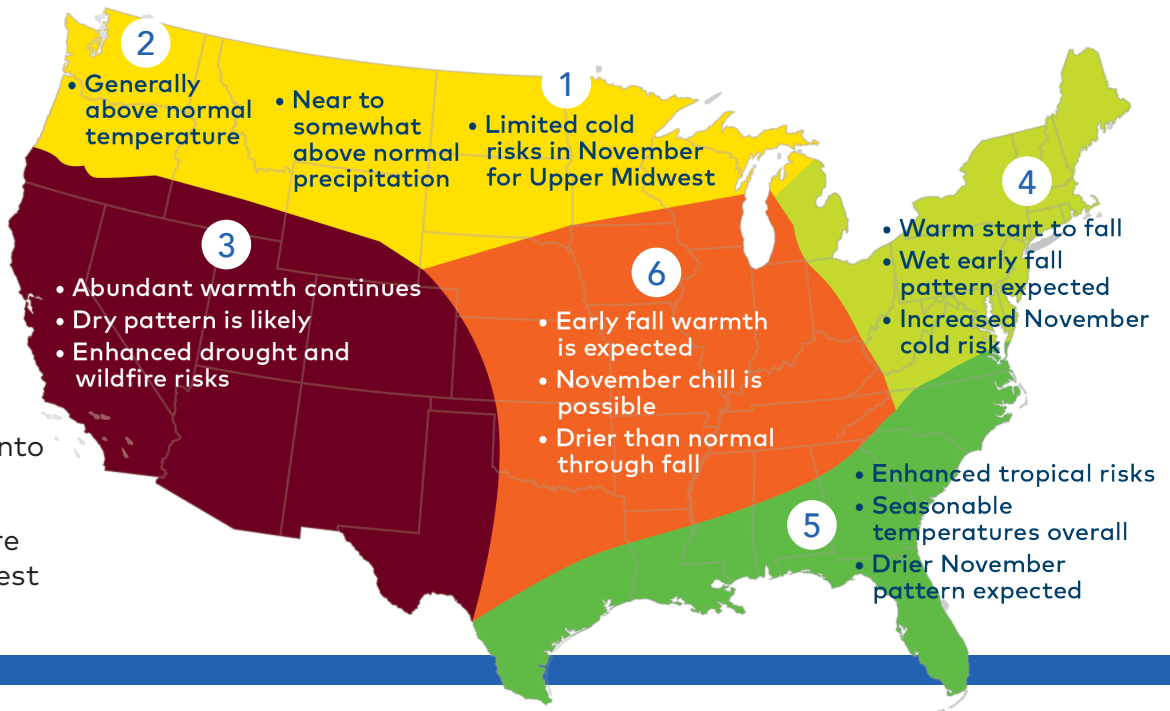 2
• Generally
above normal
temperature
• Near to
somewhat
above normal
precipitation
1
• Limited cold
risks in November
for Upper Midwest
3
• Abundant warmth continues
• Dry pattern is likely
• Enhanced drought and
wildfire risks
6
• Early fall warmth
is expected
• November chill is
possible
• Drier than normal
through fall
4
• Warm start to fall
• Wet early fall
pattern expected
• Increased November
cold risk
5
• Enhanced tropical risks
• Seasonable
temperatures overall
• Drier November
pattern expected
nto
re
est